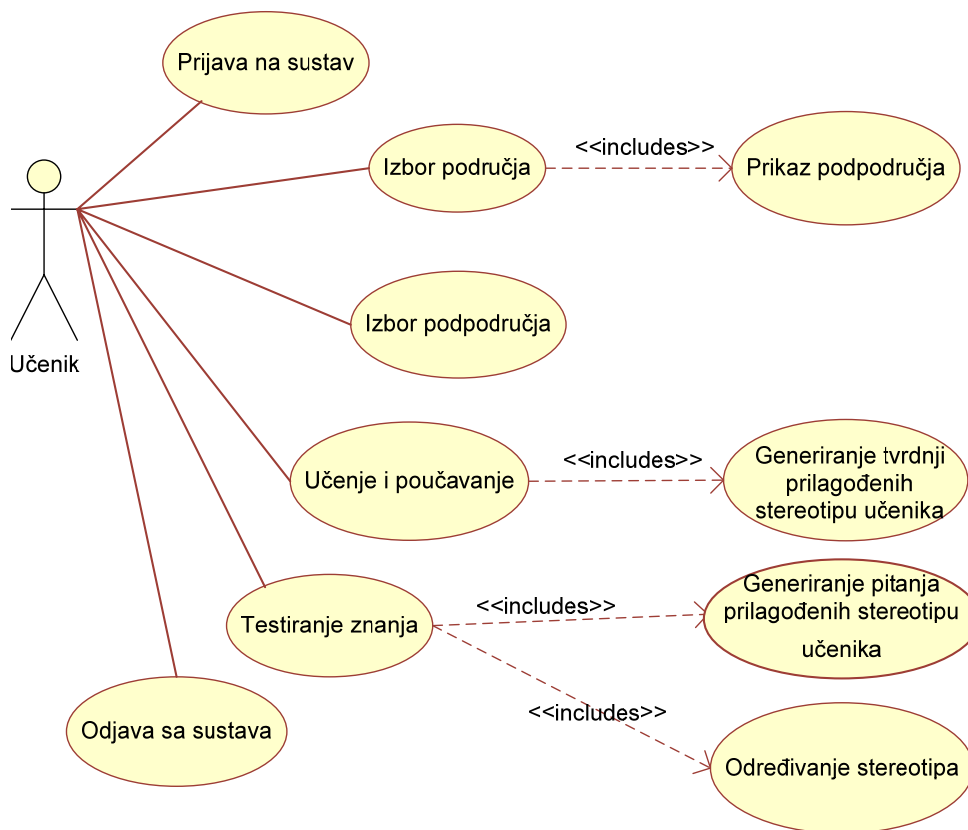 Prijava na sustav
Izbor područja
<<includes>>
Prikaz podpodručja
Učenik
Izbor podpodručja
Učenje i poučavanje
<<includes>>
Generiranje tvrdnji
prilagođenih
stereotipu učenika
Testiranje znanja
<<includes>>
Generiranje pitanja
prilagođenih stereotipu
učenika
<<includes>>
Određivanje stereotipa
Odjava sa sustava